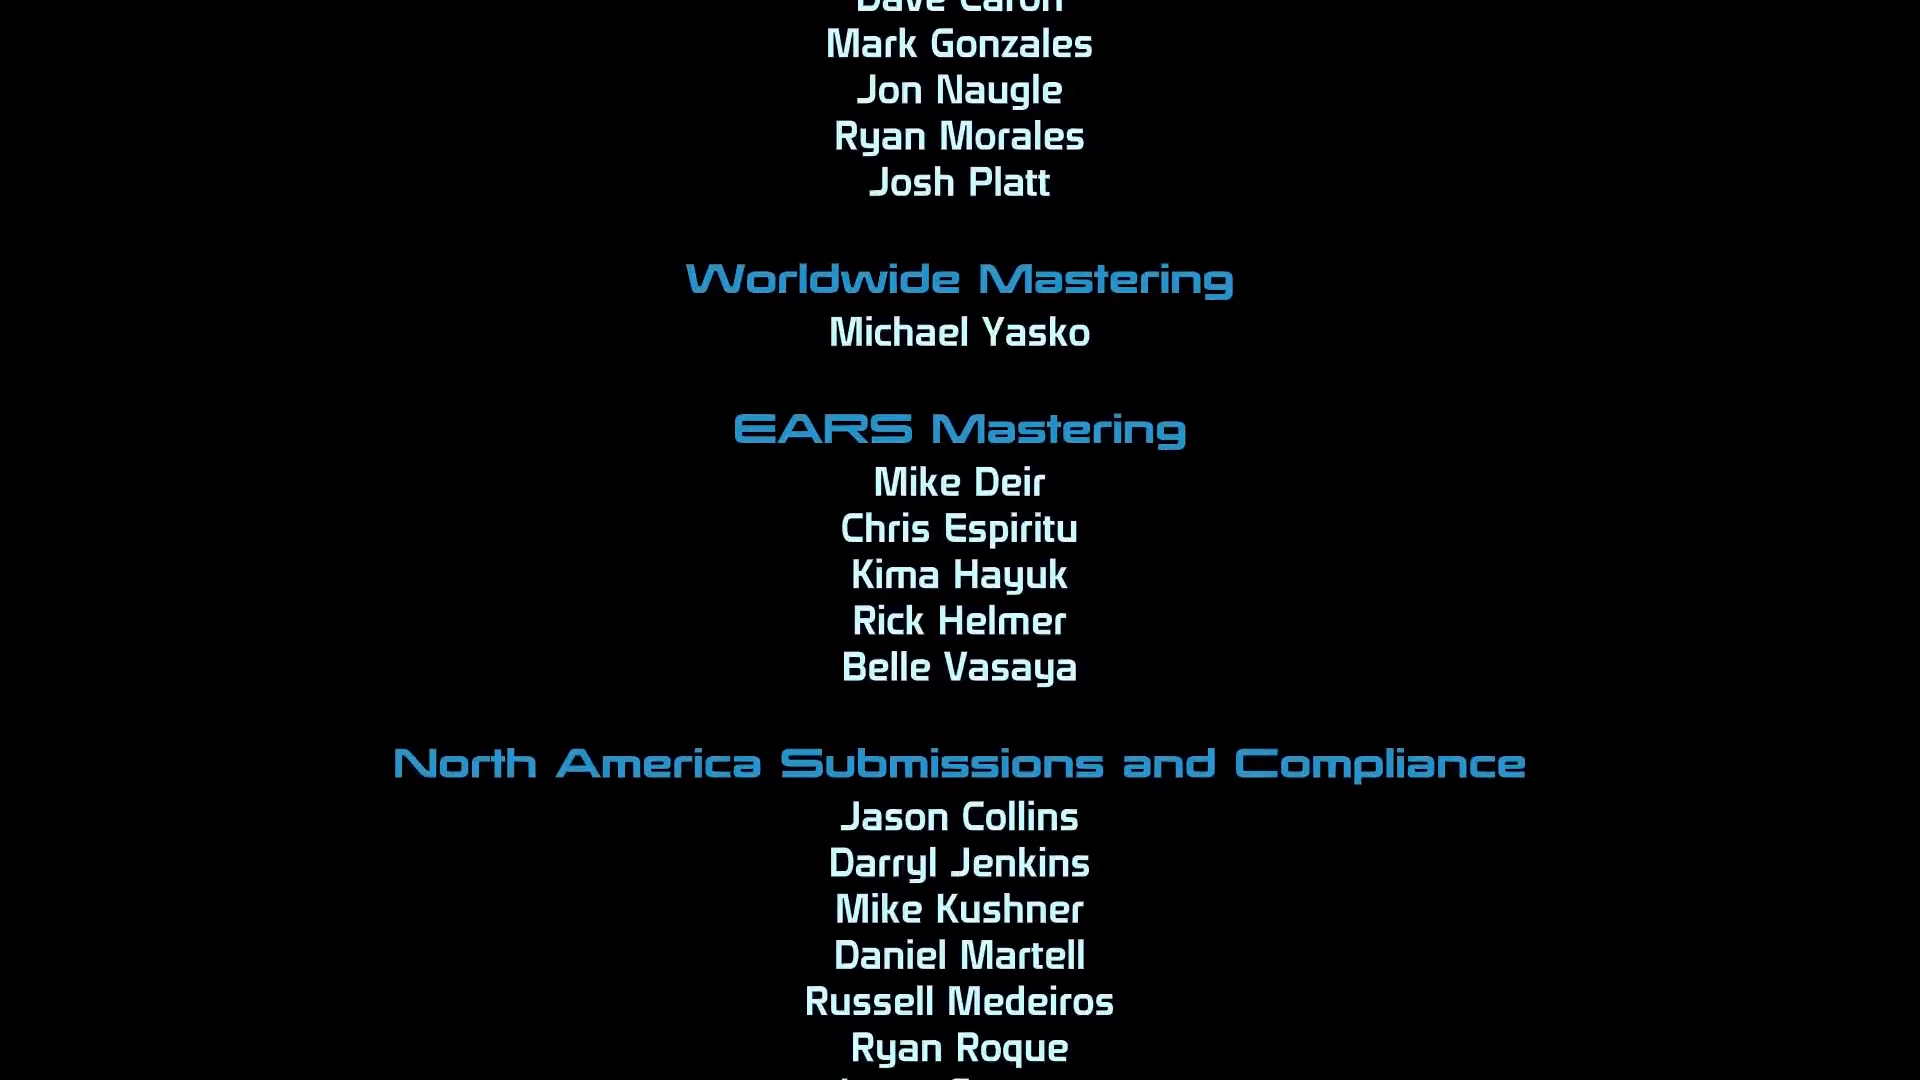 Dave Caron
Mark Gonzales
Jon Naugle
Ryan Morales
Josh Platt
Worldwide Mastering
Michael Yasko
EARS Mastering
Mike Deir
Chris Espiritu
Kima Hayuk
Rick Helmer
Belle Vasaya
North America Submissions and Compliance
Jason Collins
Darryl Jenkins
Mike Kushner
Daniel Martell
Russell Medeiros
Ryan Roque